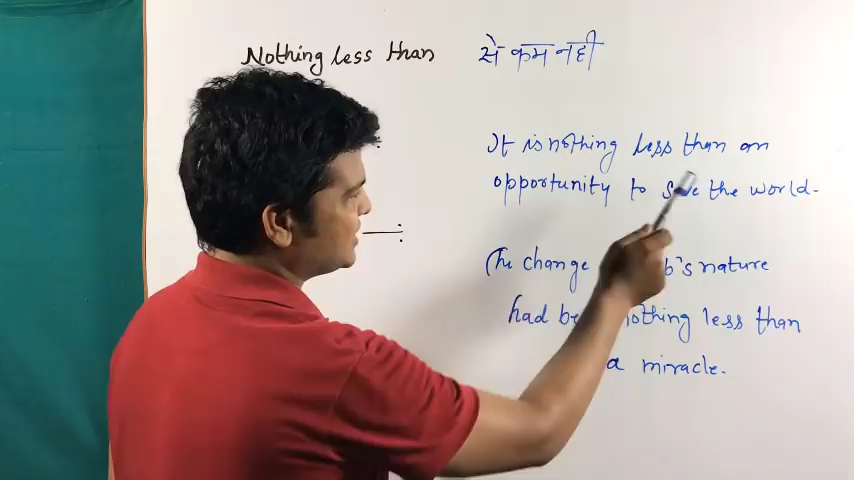 Nothing less than
से कम नही
It is nothing less than an
opportunity to save the world.
(The change 's nature
had nothing less than
a miracle.